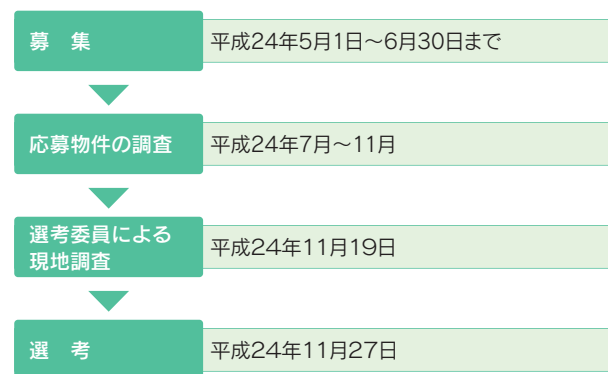 募　集
平成24年5月1日～6月30日まで
応募物件の調査
平成24年7月～11月
選考委員による
現地調査
平成24年11月19日
選　考
平成24年11月27日